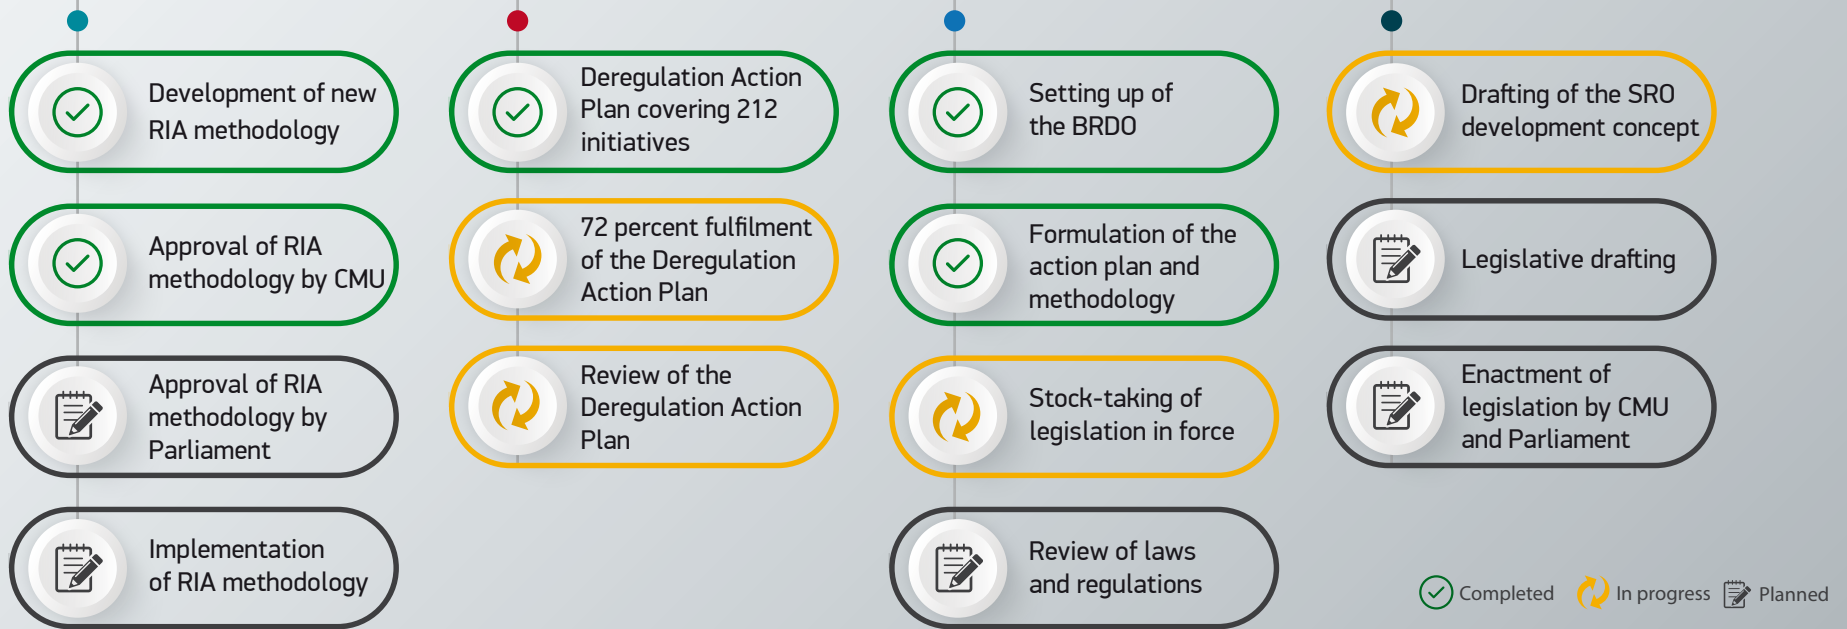 Development of new
RIA methodology
Approval of RIA
methodology by CMU
Approval of RIA
methodology by
Parliament
Implementation
of RIA methodology
Deregulation Action
Plan covering 212
initiatives
72 percent fulfilment
of the Deregulation
Action Plan
Review of the
Deregulation Action
Plan
Setting up of
the BRDO
Formulation of the
action plan and
methodology
Stock-taking of
legislation in force
Review of laws
and regulations
Drafting of the SRO
development concept
Legislative drafting
Enactment of
legislation by CMU
and Parliament
Completed
In progress
Planned